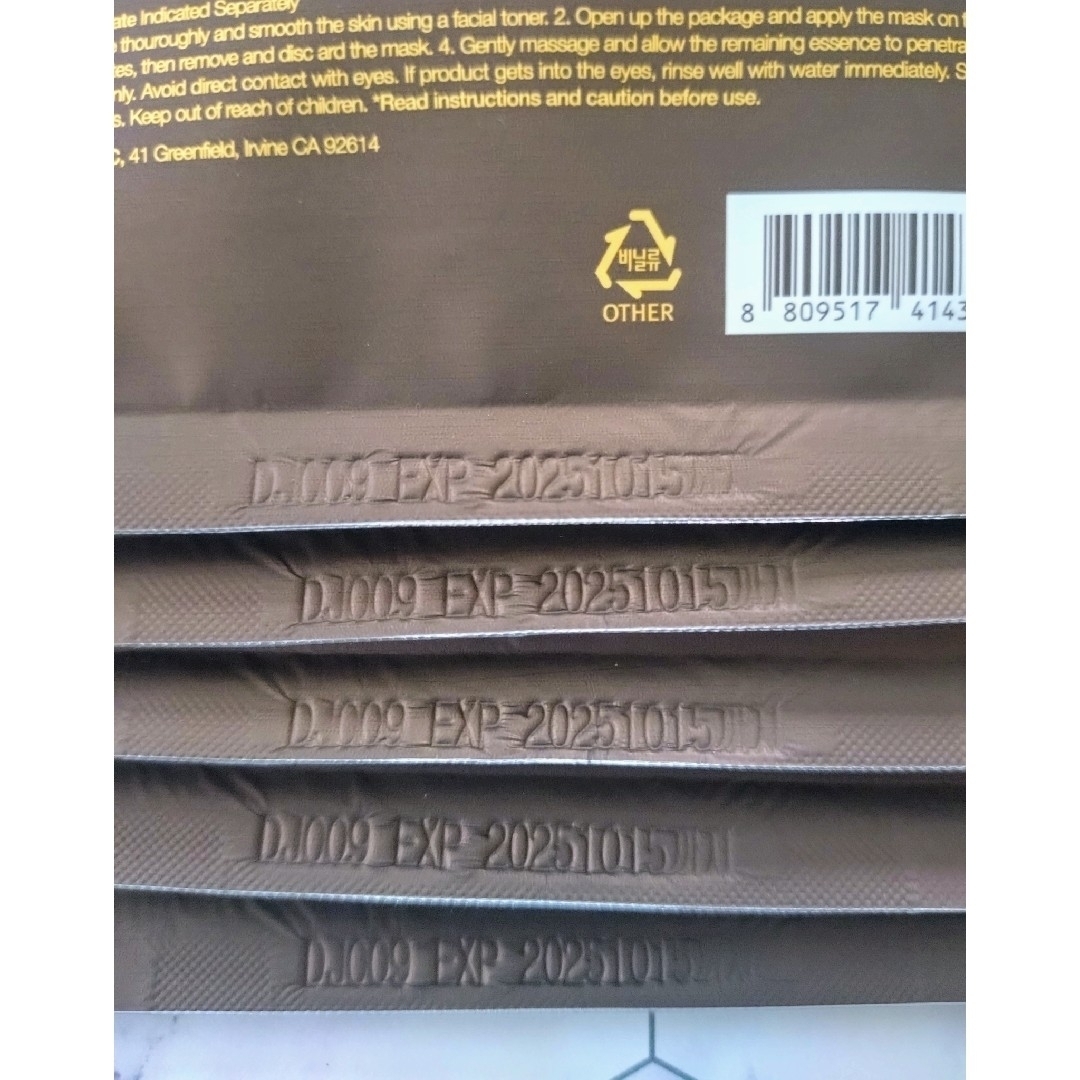 ate Indicated Separately
thouroughly and smooth the skin using a facial toner. 2. Open up the package and apply the mask on
tes, then remove and disc ard the mask. 4. Gently massage and allow the remaining essence to penetra
nly. Avoid direct contact with eyes. If product gets into the eyes, rinse well with water immediately. S
s. Keep out of reach of children. *Read instructions and caution before use.
C, 41 Greenfield, Irvine CA 92614
비닐류
OTHER
8 809517 4143
DJ009 EXP 20251015
DJ009 EXP 20251015
DJ009 EXP 20251015
DJ009 EXP 20251015
DJ009 EXP 20251015